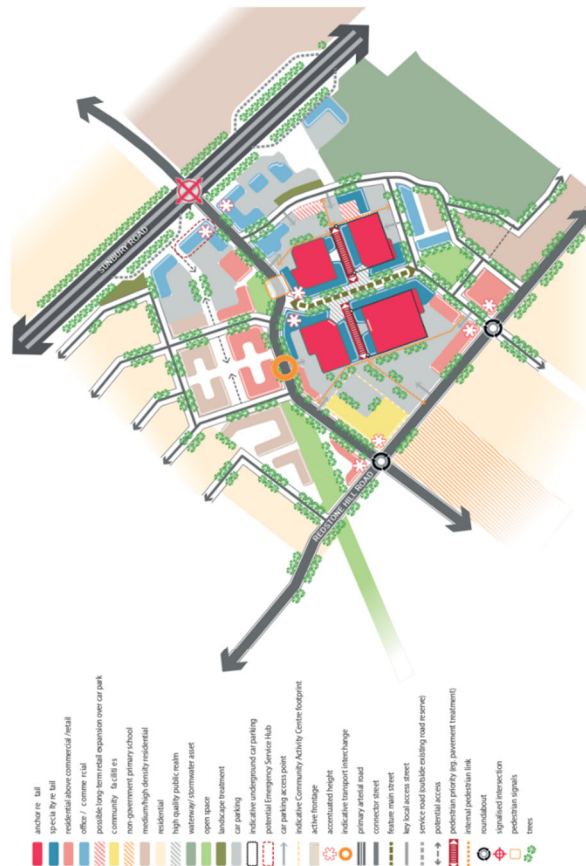 SUNBURY ROAD
REDSTONE HILL ROAD
anchor re tail
specia lty re tail
residential above commercial /retail
office / comme rcial
possible long-term retail expansion over car park
community fa ciliti es
non-government primary school
medium/high density residential
residential
high quality public realm
waterway/ stormwater asset
open space
landscape treatment
car parking
indicative underground car parking
potential Emergency Service Hub
car parking access point
indicative Community Activity Centre footprint
active frontage
accentuated height
indicative transport interchange
primary arterial road
connector street
feature main street
key local access street
service road (outside existing road reserve)
potential access
pedestrian priority (eg. pavement treatment)
internal pedestrian link
roundabout
signalised intersection
pedestrian signals
trees